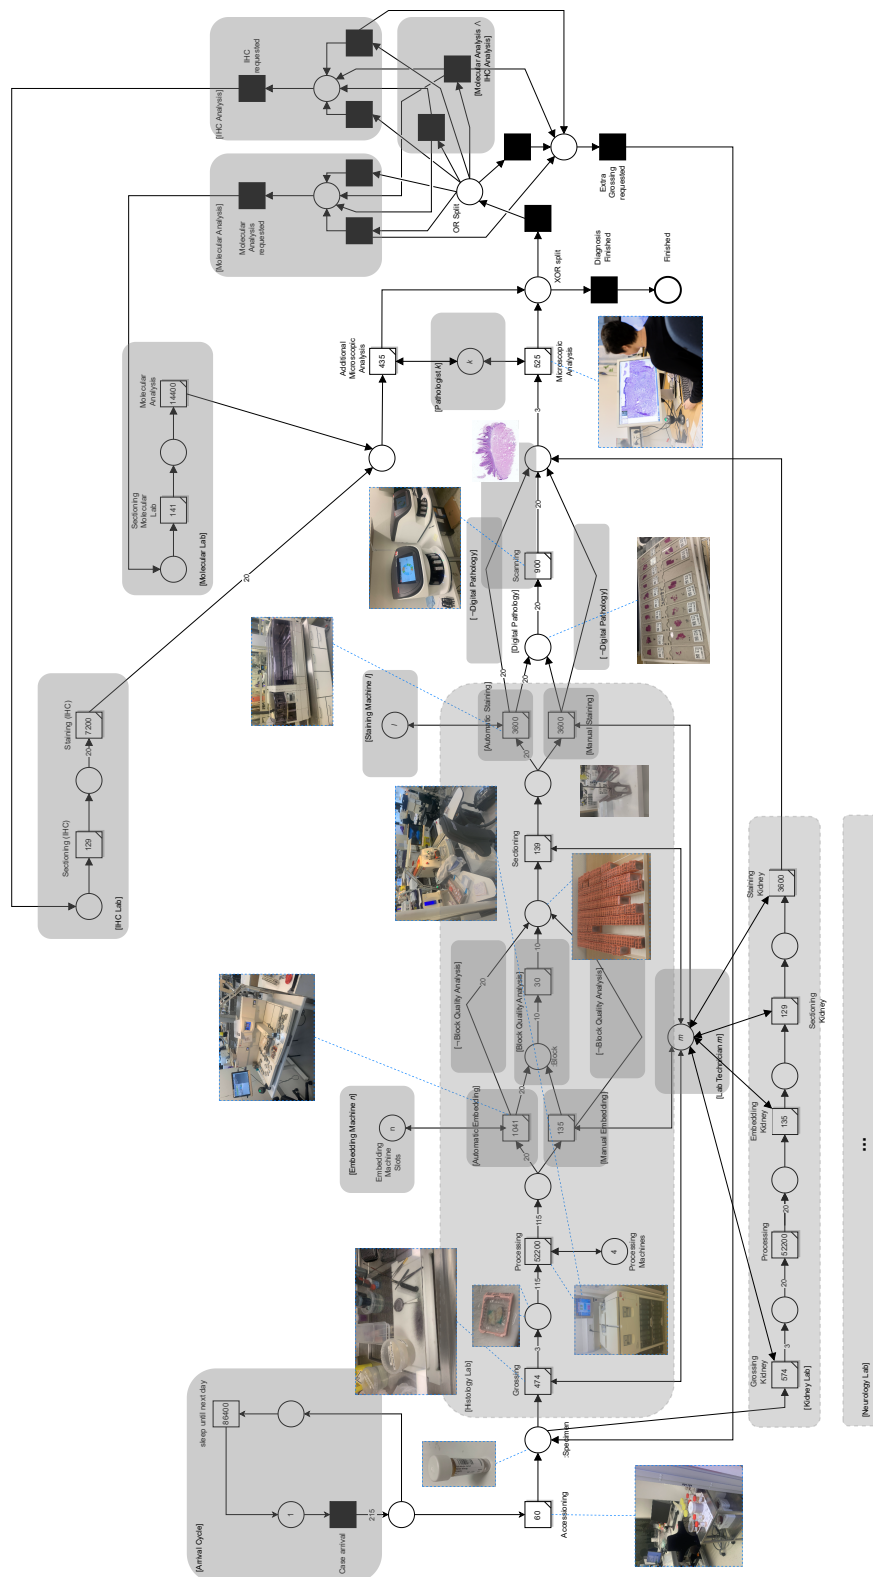 [Arrival Cycle]
sleep until next day
86400
1
Case arrival
215
60
Accessioning
:Specimen
[Histology Lab]
Grossing
474
3
115
Processing
52200
4
Processing
Machines
115
[Embedding Machine n]
Embedding
Machine
Slots
n
20
[Automatic Embedding]
1041
135
[Manual Embedding]
[¬Block Quality Analysis]
20
20
[Block Quality Analysis]
:Block
10
30
10
[¬Block Quality Analysis]
Sectioning
139
[Staining Machine l]
l
20
[Automatic Staining]
3600
3600
[Manual Staining]
[Lab Technician m]
m
20
20
[¬Digital Pathology]
[Digital Pathology]
20
Scanning
900
20
[¬Digital Pathology]
3
[Pathologist k]
k
525
Microscopic
Analysis
Additional
Microscopic
Analysis
435
XOR split
Diagnosis
Finished
Finished
OR Split
Extra
Grossing
requested
[Molecular Analysis]
Molecular
Analysis
requested
[IHC Analysis]
IHC
requested
[Molecular Analysis ∧
IHC Analysis]
[Molecular Lab]
Sectioning
Molecular
Lab
141
Molecular
Analysis
14400
[IHC Lab]
Sectioning (IHC)
129
20
Staining (IHC)
7200
20
[Kidney Lab]
Grossing
Kidney
574
3
20
Processing
52200
20
Embedding
Kidney
135
Sectioning
Kidney
129
Staining
Kidney
3600
[Neurology Lab]
...